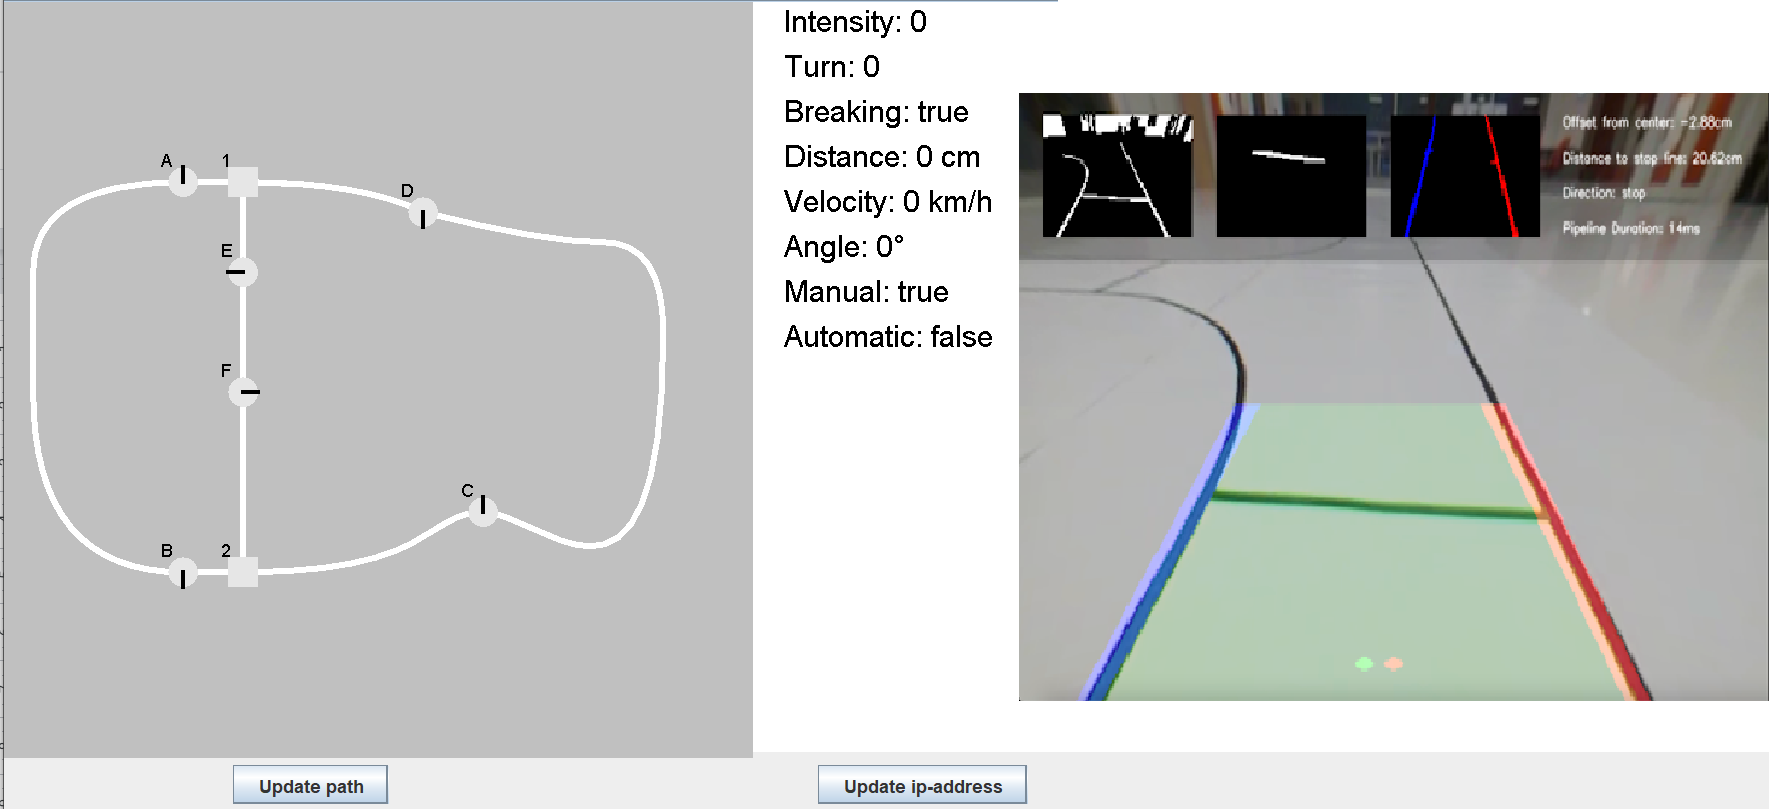 A
1
D
E
F
C
B
2
Intensity: 0
Turn: 0
Breaking: true
Distance: 0 cm
Velocity: 0 km/h
Angle: 0°
Manual: true
Automatic: false
Offset from center: -2.88cm
Distance to stop line: 20.62cm
Direction: stop
Pipeline Duration: 14ms
Update path
Update ip-address